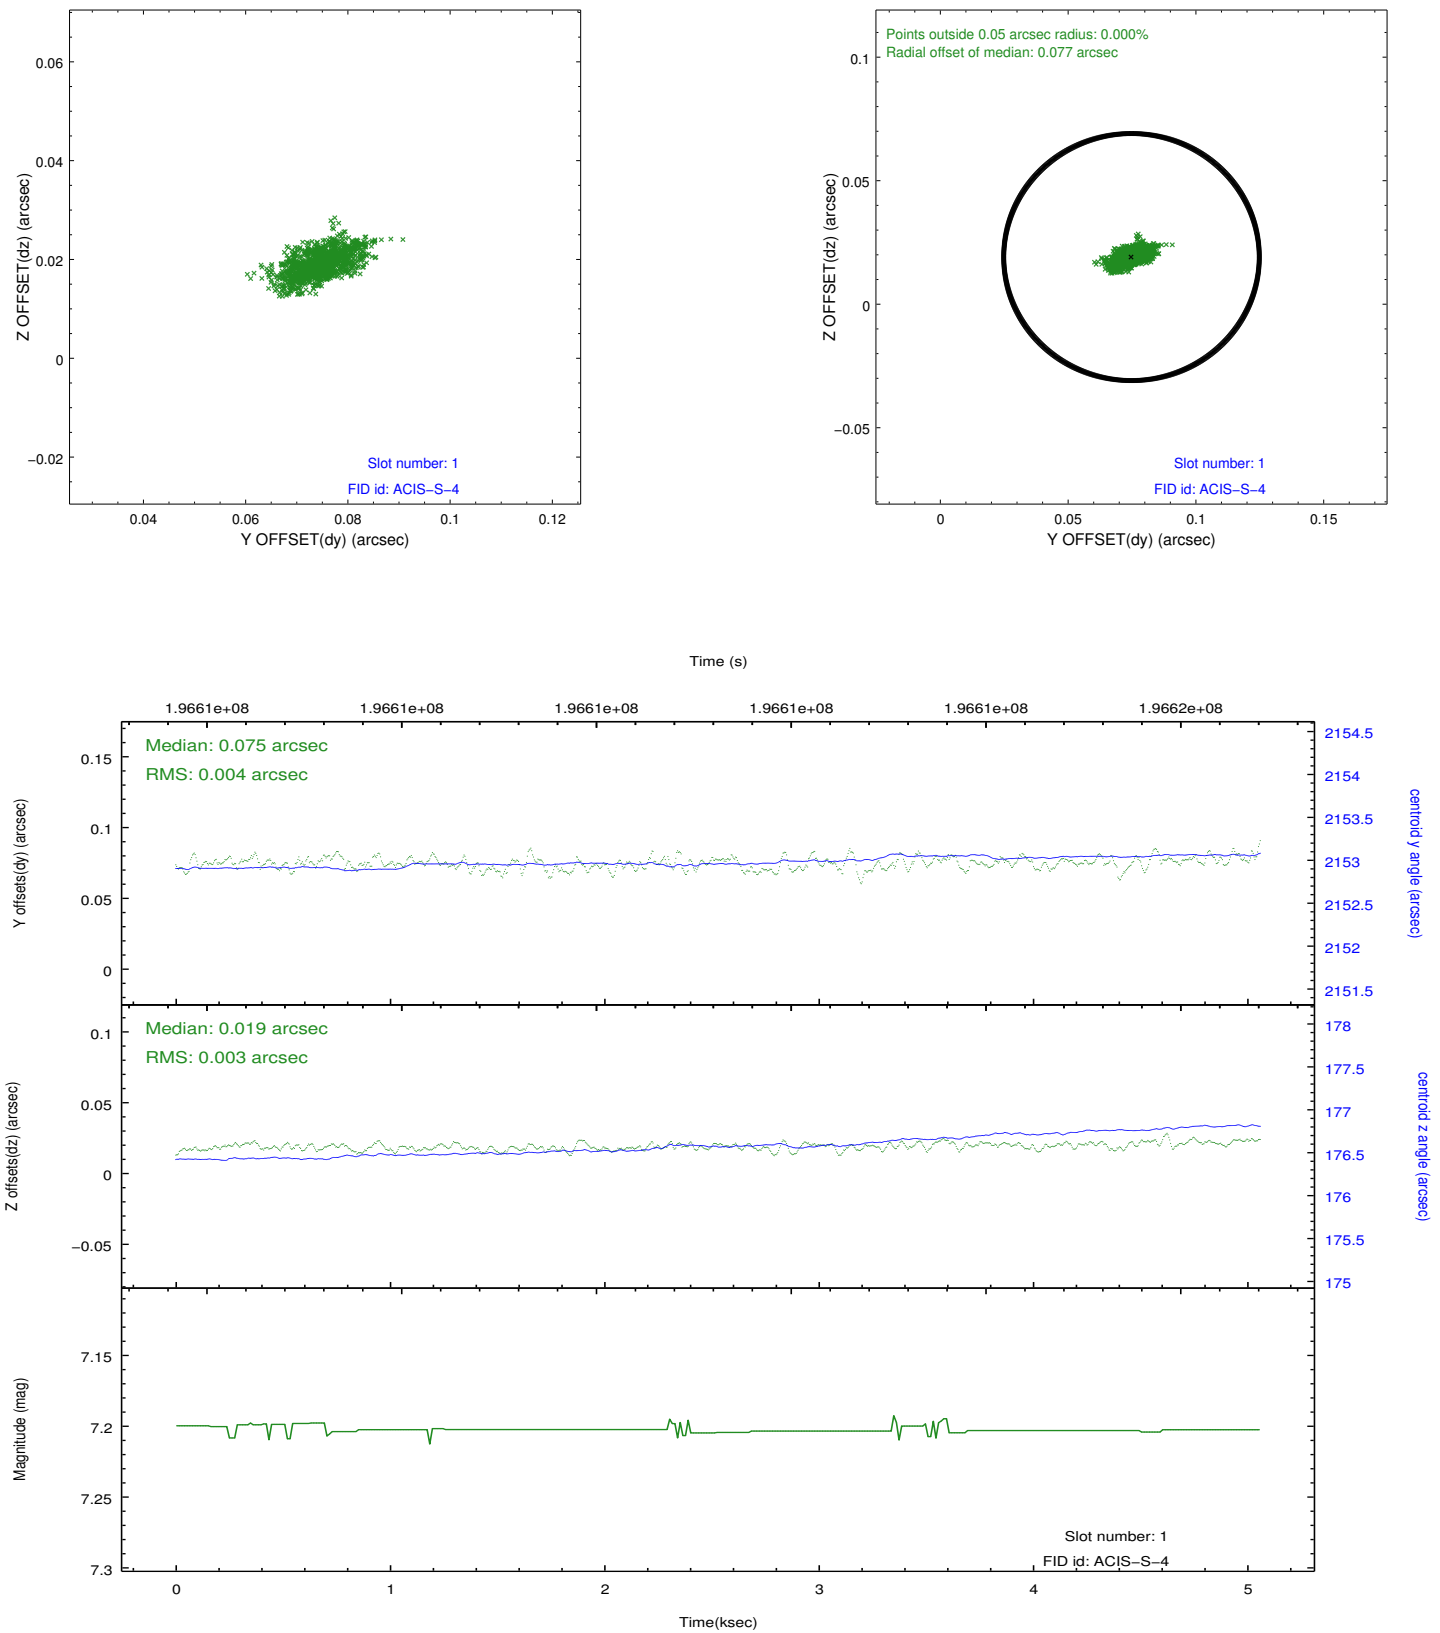 0.06
0.04
0.02
0
−0.02
Z OFFSET(dz) (arcsec)
Slot number: 1
FID id: ACIS−S−4
0.04 0.06 0.08 0.1 0.12
Y OFFSET(dy) (arcsec)
Points outside 0.05 arcsec radius: 0.000%
Radial offset of median: 0.077 arcsec
0.1
0.05
0
−0.05
Z OFFSET(dz) (arcsec)
Slot number: 1
FID id: ACIS−S−4
0 0.05 0.1 0.15
Y OFFSET(dy) (arcsec)
Time (s)
1.9661e+08 1.9661e+08 1.9661e+08 1.9661e+08 1.9661e+08 1.9662e+08
Median: 0.075 arcsec
RMS: 0.004 arcsec
0.15
0.1
0.05
0
Y offsets(dy) (arcsec)
2154.5
2154
2153.5
2153
2152.5
2152
2151.5
centroid y angle (arcsec)
Median: 0.019 arcsec
RMS: 0.003 arcsec
0.1
0.05
0
−0.05
Z offsets(dz) (arcsec)
178
177.5
177
176.5
176
175.5
175
centroid z angle (arcsec)
7.15
7.2
7.25
7.3
Magnitude (mag)
Slot number: 1
FID id: ACIS−S−4
0 1 2 3 4 5
Time(ksec)